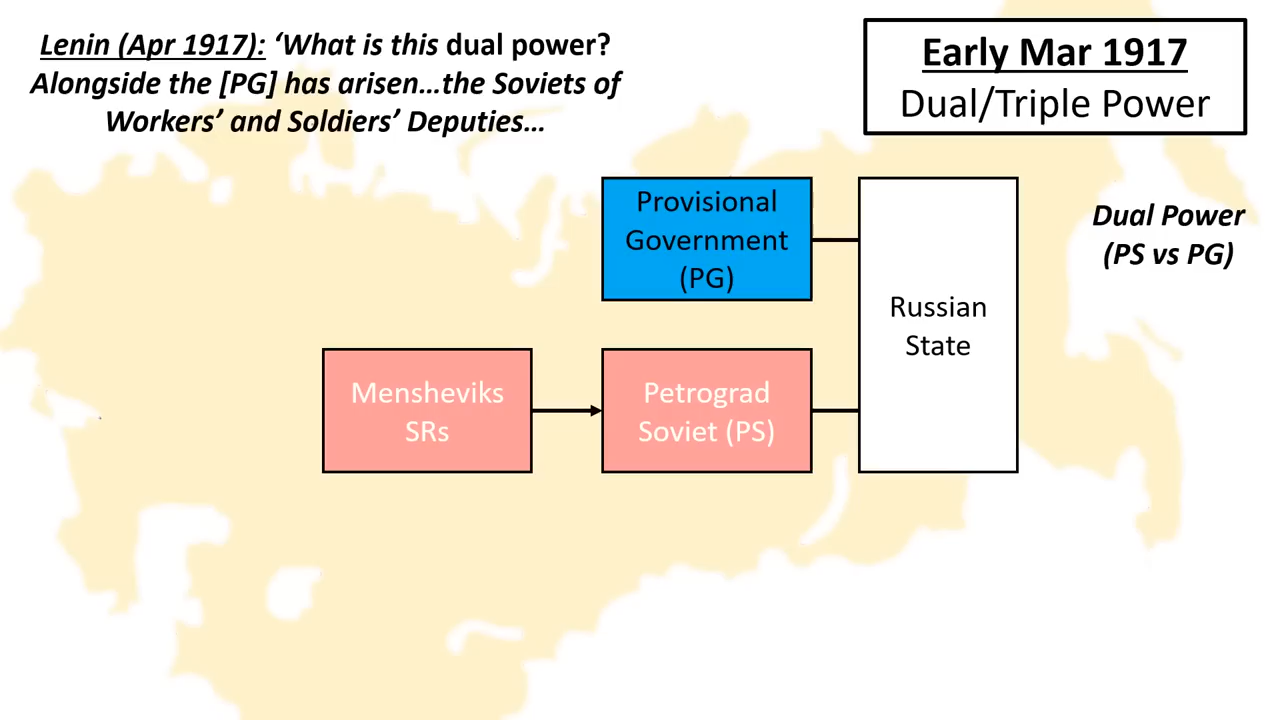 Lenin (Apr 1917): ‘What is this dual power?
Alongside the [PG] has arisen…the Soviets of
Workers’ and Soldiers’ Deputies…
Early Mar 1917
Dual/Triple Power
Provisional
Government
(PG)
Dual Power
(PS vs PG)
Russian
State
Mensheviks
SRs
Petrograd
Soviet (PS)